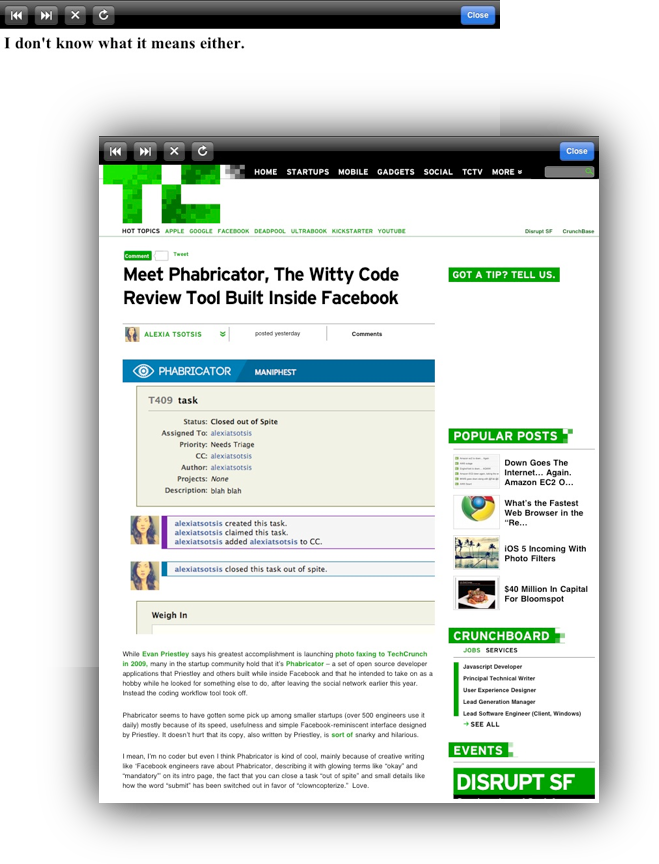 Close
I don't know what it means either.
Close
HOME STARTUPS MOBILE GADGETS SOCIAL TCTV MORE
TC
HOT TOPICS APPLE GOOGLE FACEBOOK DEADPOOL ULTRABOOK KICKSTARTER YOUTUBE
Disrupt SF CrunchBase
Comment Tweet
Meet Phabricator, The Witty Code
Review Tool Built Inside Facebook
ALEXIA TSOTSIS posted yesterday Comments
PHABRICATOR MANIPHEST
T409 task
Status: Closed out of Spite
Assigned To: alexiatsotsis
Priority: Needs Triage
CC: alexiatsotsis
Author: alexiatsotsis
Projects: None
Description: blah blah
alexiatsotsis created this task.
alexiatsotsis claimed this task.
alexiatsotsis added alexiatsotsis to CC.
alexiatsotsis closed this task out of spite.
Weigh In
While Evan Priestley says his greatest accomplishment is launching photo faxing to TechCrunch
in 2009, many in the startup community hold that it's Phabricator – a set of open source developer
applications that Priestley and others built while inside Facebook and that he intended to take on as a
hobby while he looked for something else to do, after leaving the social network earlier this year.
Instead the coding workflow tool took off.
Phabricator seems to have gotten some pick up among smaller startups (over 500 engineers use it
daily) mostly because of its speed, usefulness and simple Facebook-reminiscent interface designed
by Priestley. It doesn't hurt that its copy, also written by Priestley, is sort of snarky and hilarious.
I mean, I'm no coder but even I think Phabricator is kind of cool, mainly because of creative writing
like 'Facebook engineers rave about Phabricator, describing it with glowing terms like "okay" and
"mandatory"' on its intro page, the fact that you can close a task "out of spite" and small details like
how the word "submit" has been switched out in favor of "clowncopterize." Love.
GOT A TIP? TELL US.
POPULAR POSTS
Down Goes The
Internet... Again.
Amazon EC2 O...
What's the Fastest
Web Browser in the
"Re...
iOS 5 Incoming With
Photo Filters
$40 Million In Capital
For Bloomspot
CRUNCHBOARD
JOBS SERVICES
Javascript Developer
Principal Technical Writer
User Experience Designer
Lead Generation Manager
Lead Software Engineer (Client, Windows)
SEE ALL
EVENTS
DISRUPT SF